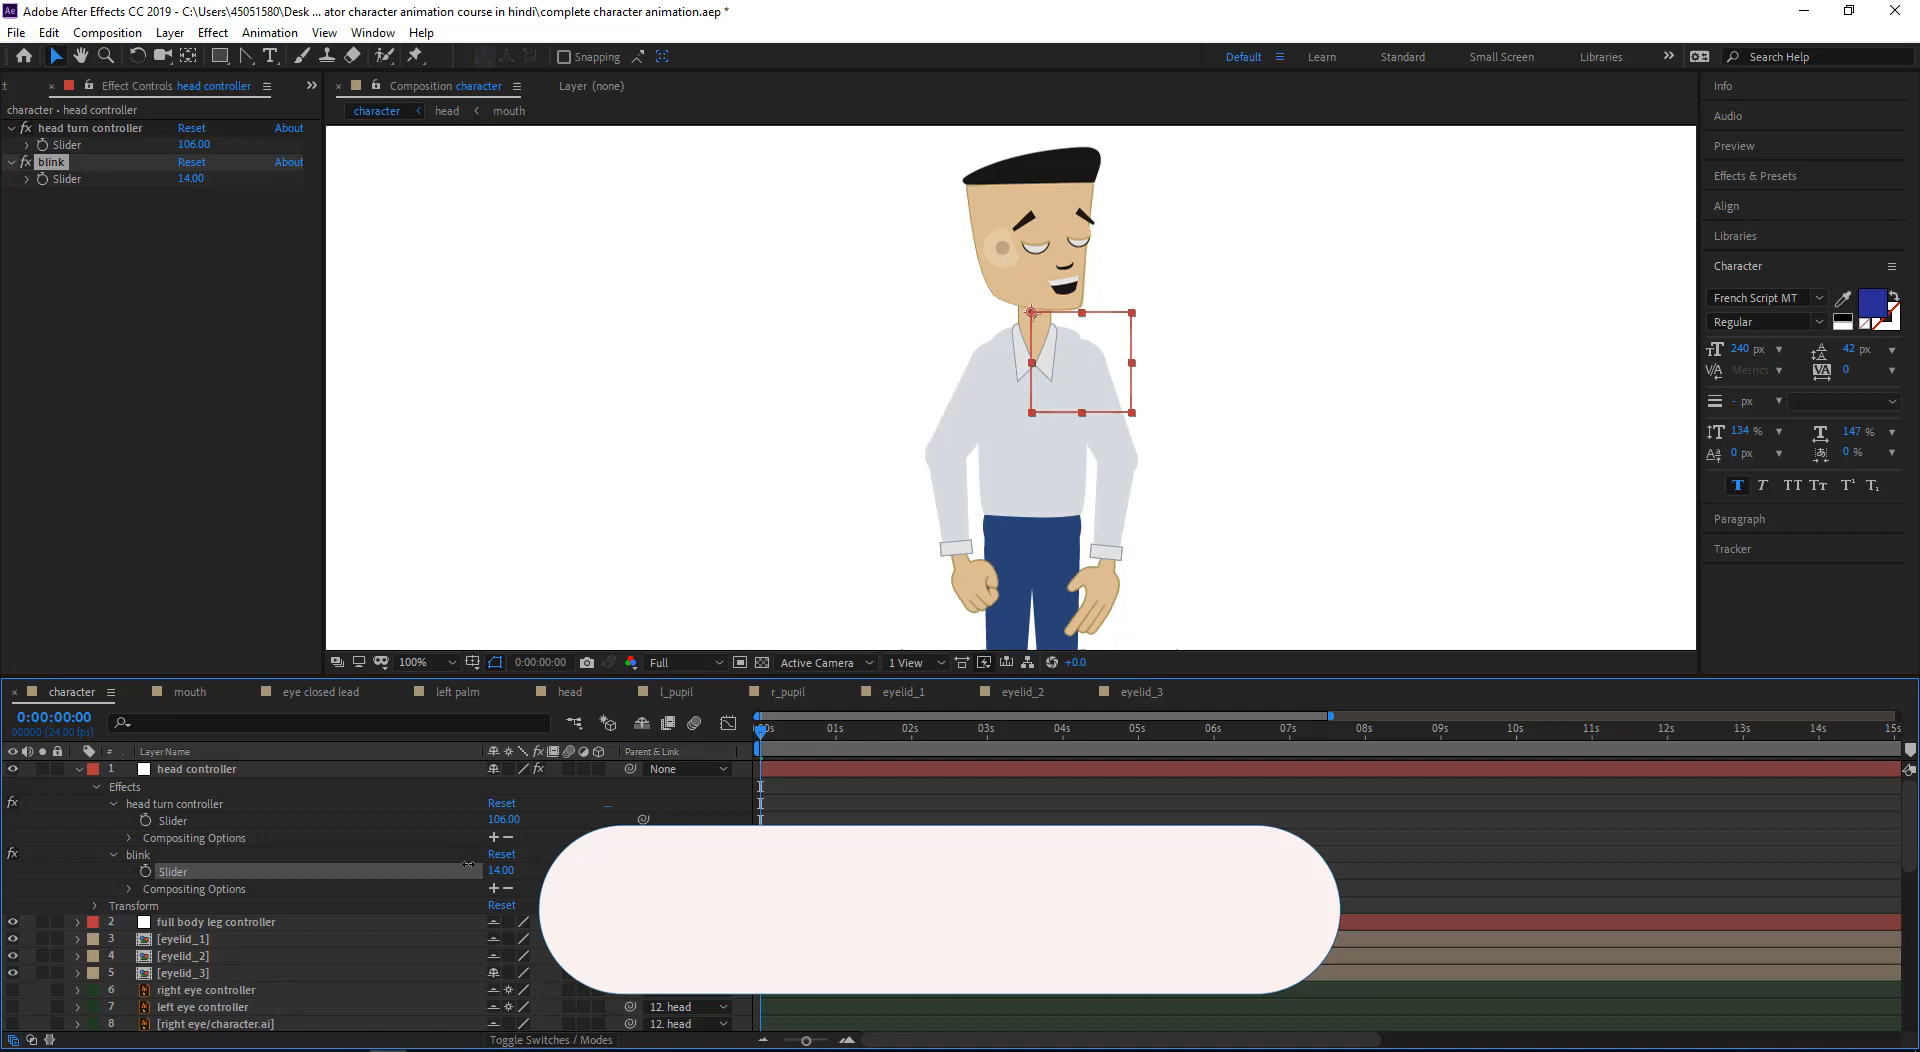 Adobe After Effects CC 2019 - C:\Users\45051580\Desk ... ator character animation course in hindi\complete character animation.aep *
File Edit Composition Layer Effect Animation View Window Help
Snapping
Default Learn Standard Small Screen Libraries Search Help
Effect Controls head controller
Composition character
Layer (none)
character • head controller
character head mouth
head turn controller Reset About
Slider 106.00
blink Reset About
Slider 14.00
Info
Audio
Preview
Effects & Presets
Align
Libraries
Character
French Script MT
Regular
240 px 42 px
Metrics 0
- px
134 % 147 %
0 px 0 %
T T TT Tт T¹ T₁
Paragraph
Tracker
100% 0:00:00:00 Full Active Camera 1 View +0.0
character mouth eye closed lead left palm head l_pupil r_pupil eyelid_1 eyelid_2 eyelid_3
0:00:00:00
00000 (24.00 fps)
01s 02s 03s 04s 05s 06s 07s 08s 09s 10s 11s 12s 13s 14s 15s
# Layer Name Parent & Link
1 head controller None
Effects
head turn controller Reset
Slider 106.00
Compositing Options
blink Reset
Slider 14.00
Compositing Options
Transform Reset
2 full body leg controller
3 [eyelid_1]
4 [eyelid_2]
5 [eyelid_3]
6 right eye controller
7 left eye controller 12. head
8 [right eye/character.ai] 12. head
Toggle Switches / Modes